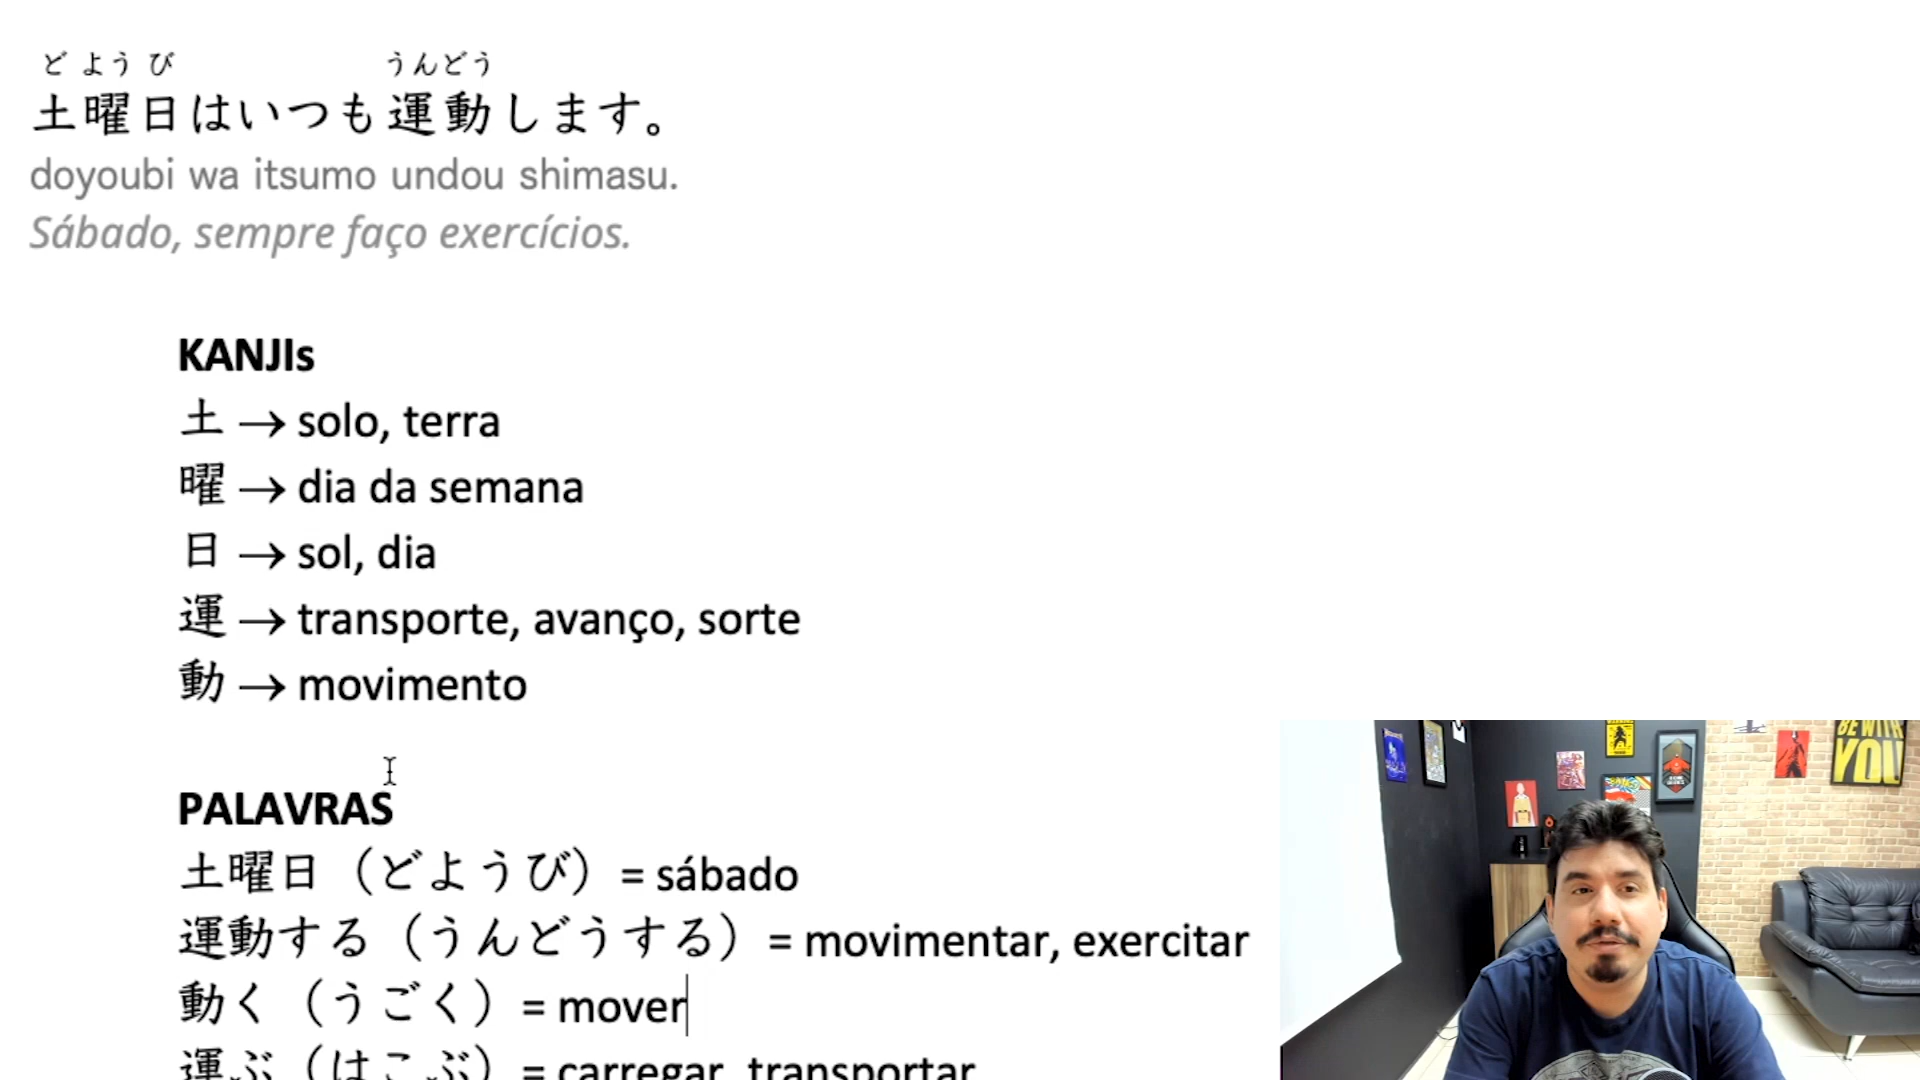 ど よう び うんどう
土曜日はいつも運動します。
doyoubi wa itsumo undou shimasu.
Sábado, sempre faço exercícios.
KANJIs
土 → solo, terra
曜 → dia da semana
日 → sol, dia
運 → transporte, avanço, sorte
動 → movimento
PALAVRAS
土曜日（どようび）= sábado
運動する（うんどうする）= movimentar, exercitar
動く（うごく）= mover
運ぶ（はこぶ）= carregar, transportar
BE WITH
YOU